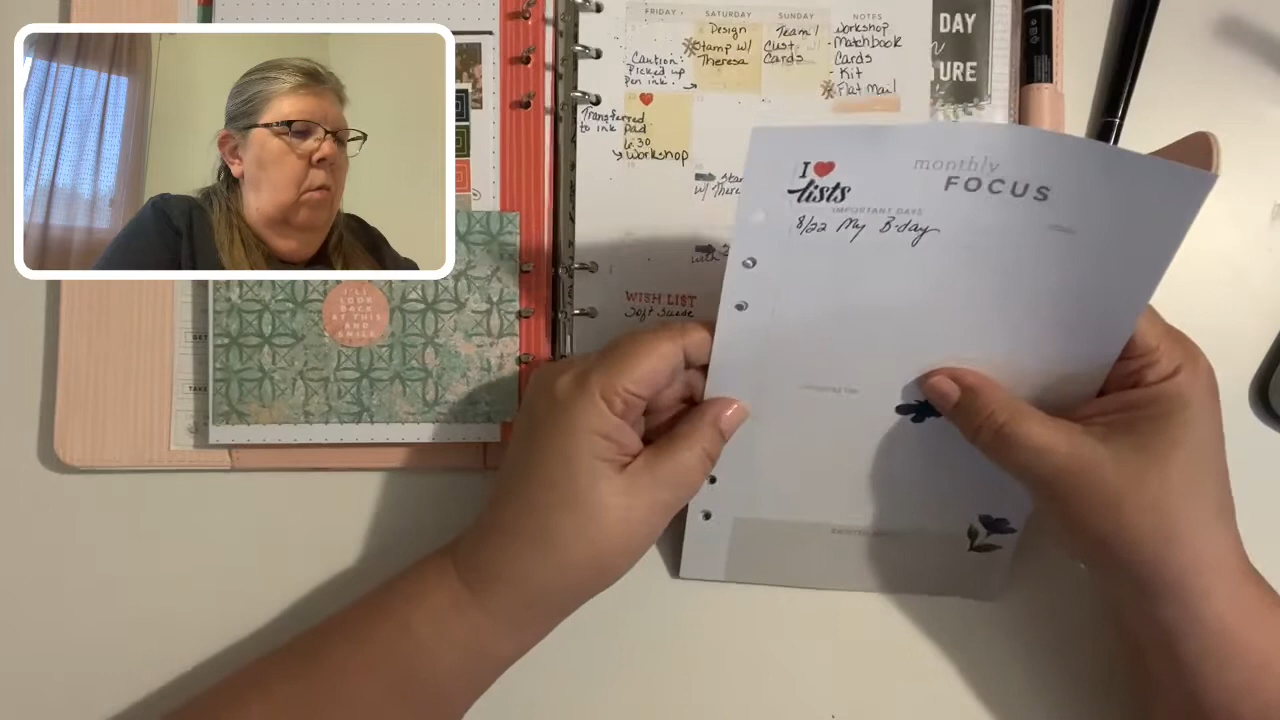 FRIDAY
SATURDAY
SUNDAY
NOTES
Caution:
Picked up
pen ink.
Design
Stamp w/
Theresa
Team!
Cust
Cards
Workshop
- Matchbook
Cards
- Kit
Flat Mail
DAY
URE
Transferred
to ink pad
6:30
Workshop
w/ There
WISH LIST
Soft Suede
I'LL
LOOK
BACK
AT THIS
AND
SMILE
TAKE
I ❤ lists
monthly
FOCUS
IMPORTANT DAYS
8/22 My B-day